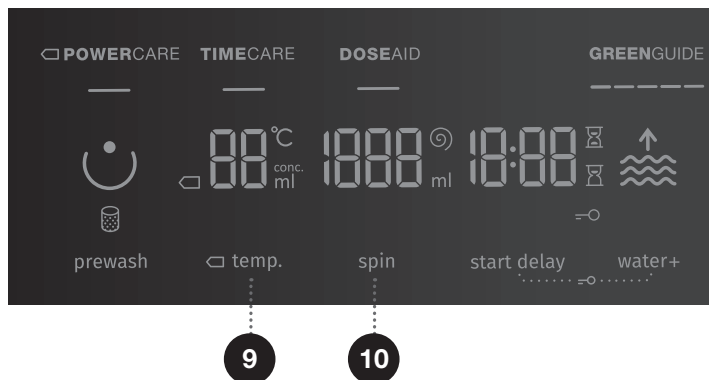 POWERCARE TIMECARE DOSEAID GREENGUIDE
88 °C 1888 18:88
conc.
ml ml
prewash temp. spin start delay water+
9 10